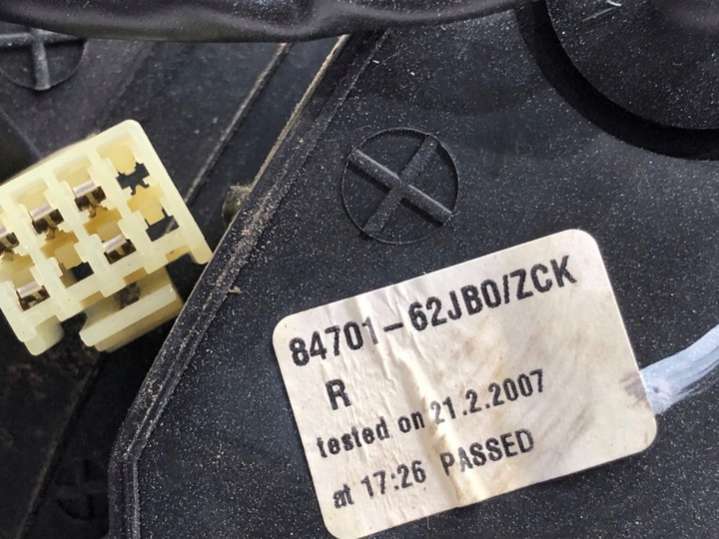 84701-62JB0/ZCK
R
tested on 21.2.2007
at 17:26 PASSED